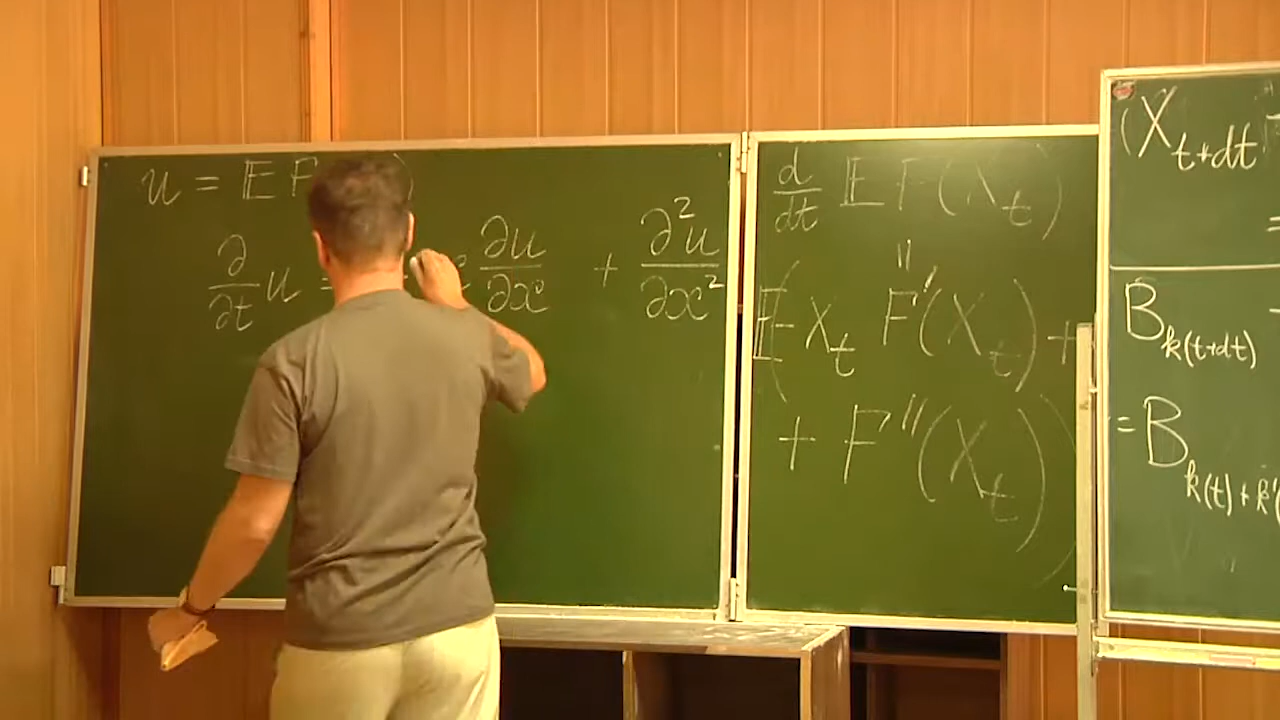 u = 𝔼 F )
∂/∂t u = x ∂u/∂x + ∂²u/∂x²
d/dt 𝔼 F(X_t)
"
𝔼(-X_t F'(X_t) +
+ F''(X_t))
(X_{t+dt}
=
B_{k(t+dt)}
= B_{k(t)+k'(
"